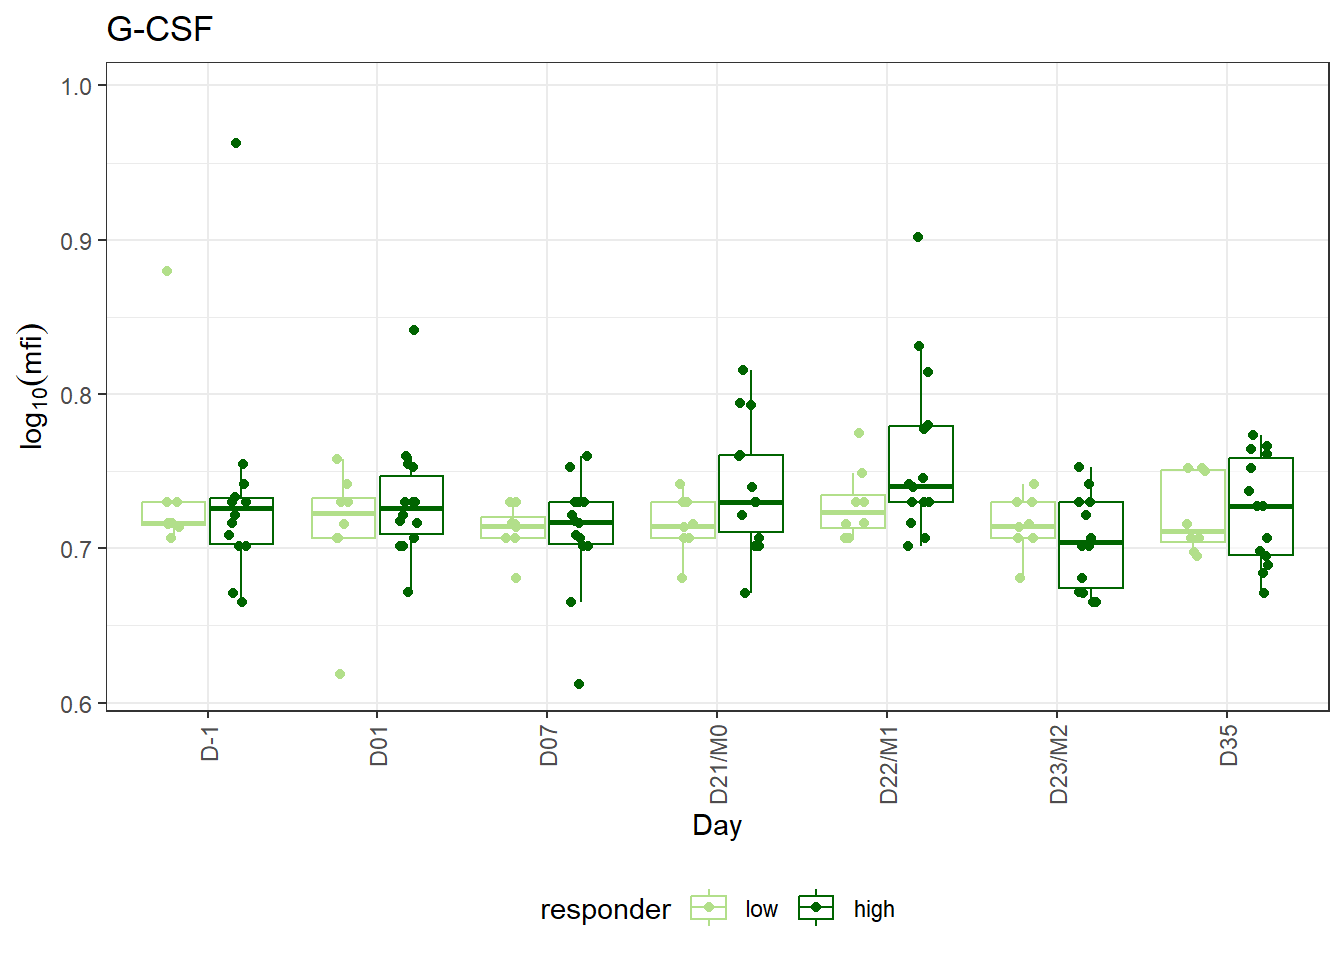 G-CSF
1.0
0.9
0.8
0.7
0.6
log₁₀(mfi)
D-1
D01
D07
D21/M0
D22/M1
D23/M2
D35
Day
responder low high